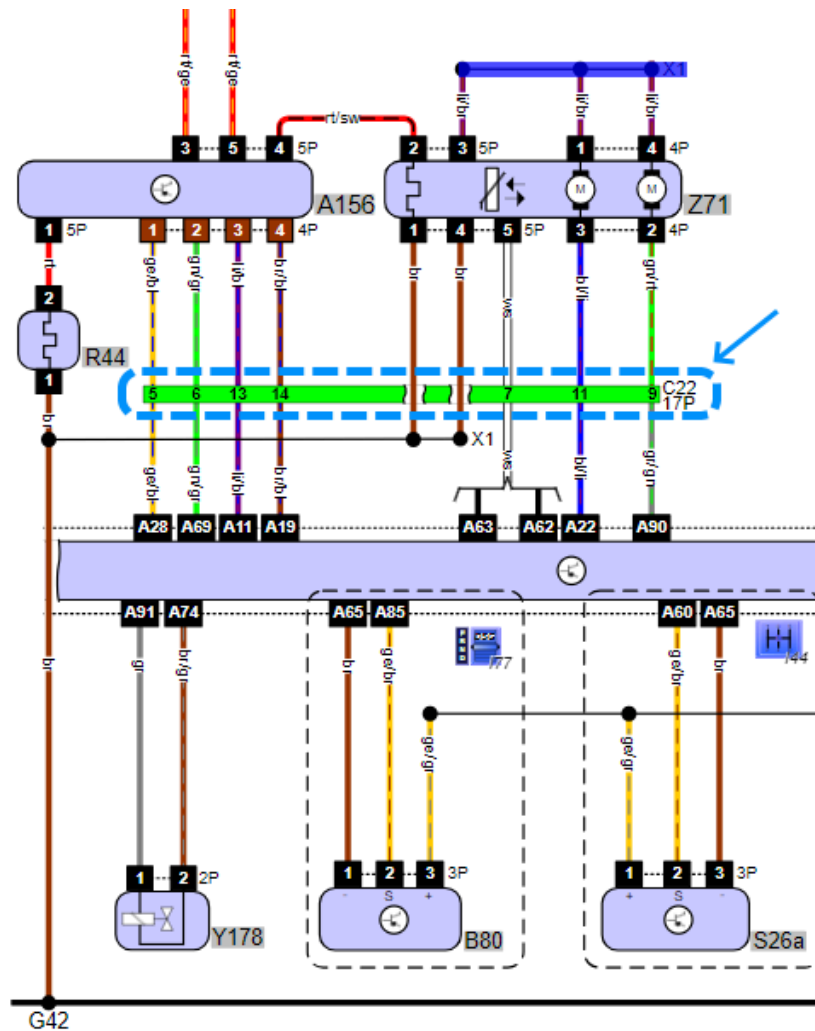 rt/ge
rt/ge
X1
li/br
li/br
li/br
rt/sw
3 5 4 5P
2 3 5P 1 4 4P
M M
A156
Z71
1 5P
1 2 3 4 4P
1 4 5 5P 3 2 4P
rt
ge/bl
gn/gr
li/bl
br/bl
br
br
ws
bl/li
gn/rt
2
R44
1
5 6 13 14 7 11 9 C22
17P
br
X1
ge/bl
gn/gr
li/bl
br/bl
ws
bl/li
gr/gn
A28 A69 A11 A19 A63 A62 A22 A90
A91 A74 A65 A85 A60 A65
I77
I44
br
gr
br/gr
br
ge/br
ge/gr
ge/gr
ge/br
br
1 2 2P
1 2 3 3P
1 2 3 3P
- S +
+ S -
Y178
B80
S26a
G42